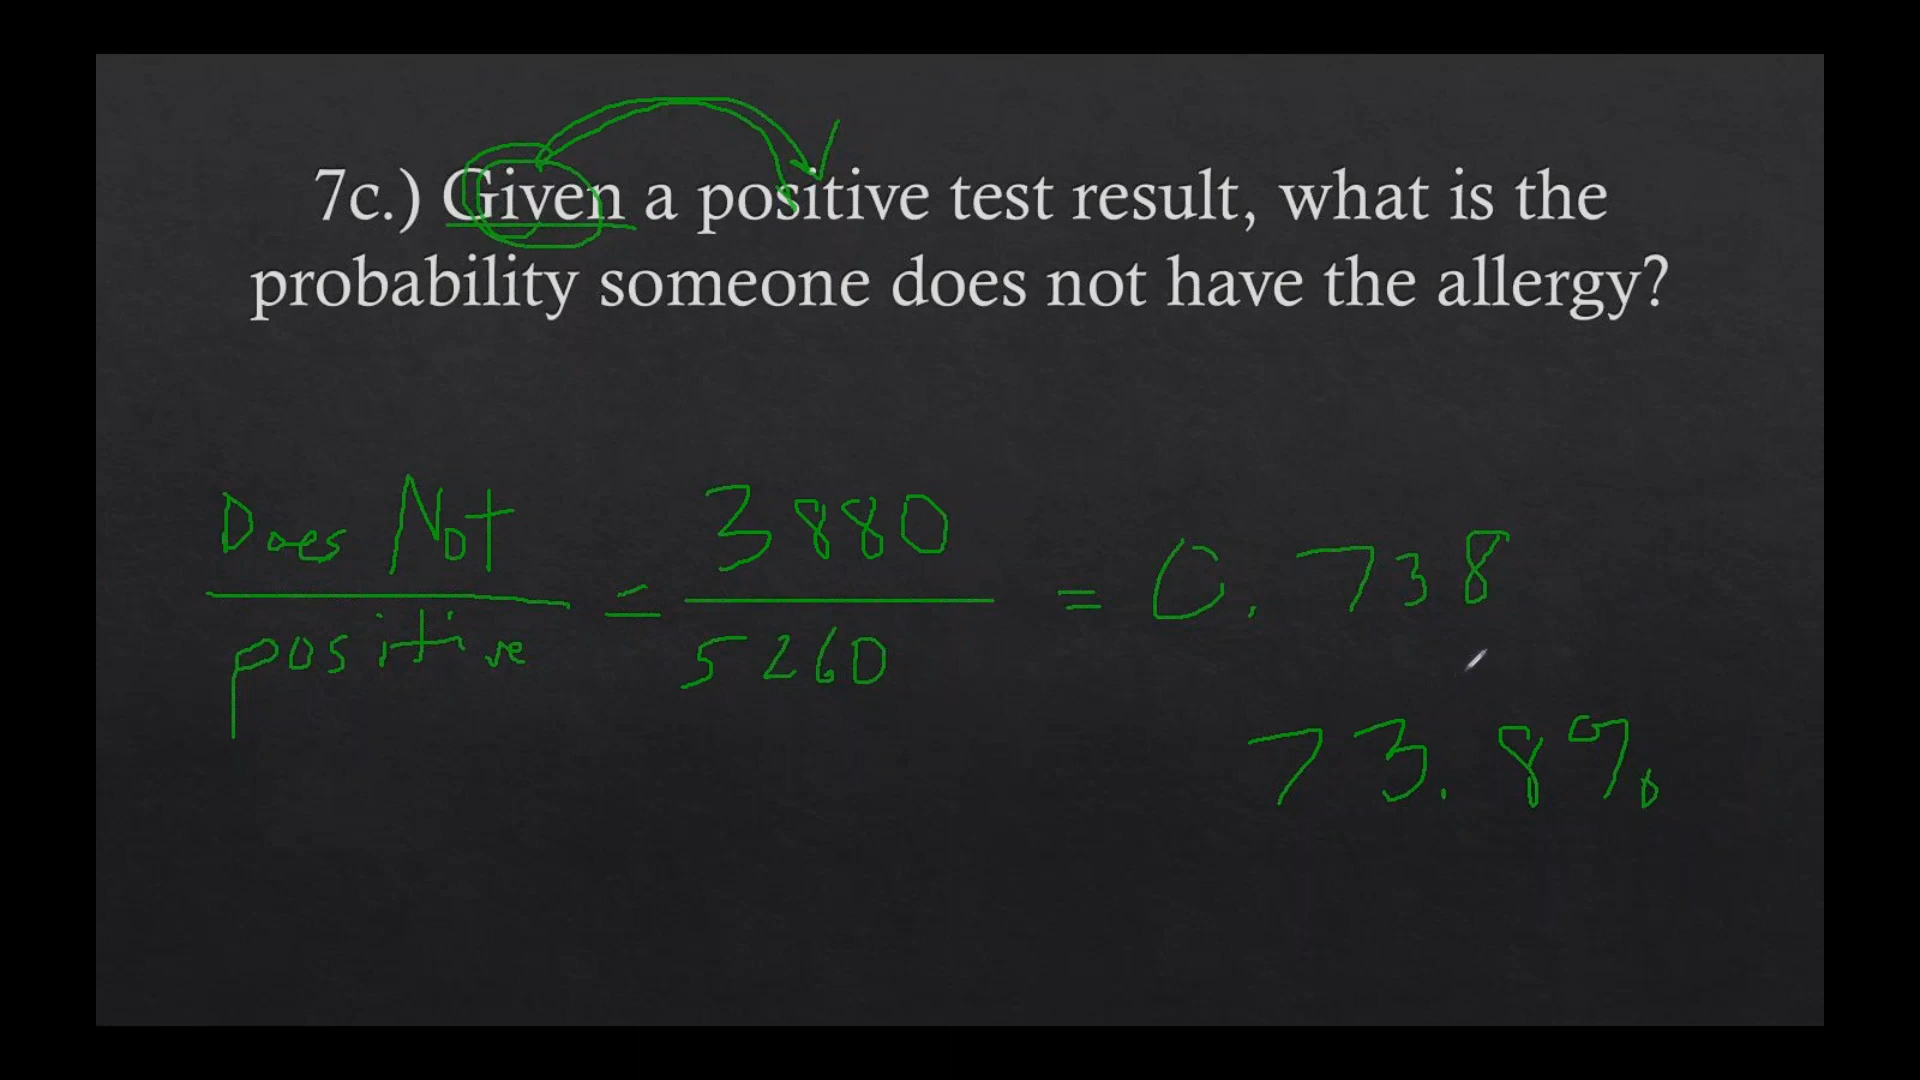 7c.) Given a positive test result, what is the
probability someone does not have the allergy?
Does Not
positive
=
3880
5260
= 0.738
73.8%